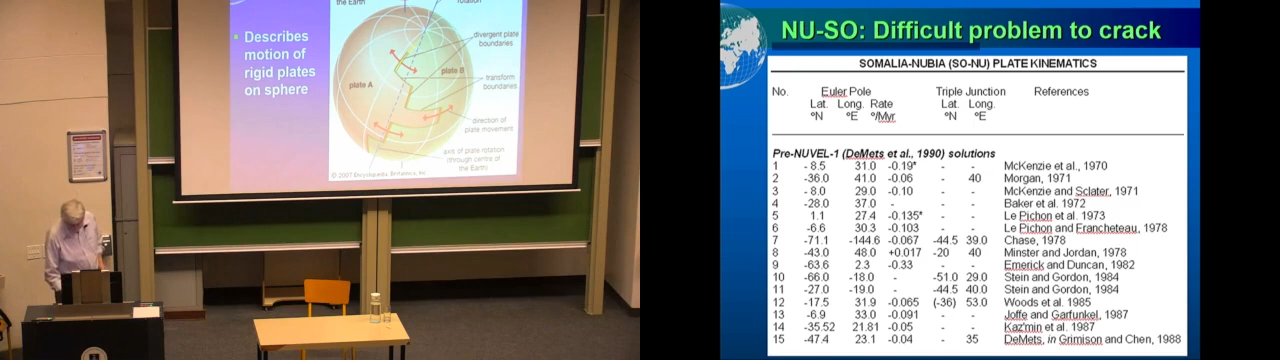 the Earth
rotation
divergent plate
boundaries
plate A
plate B
transform
boundaries
direction of
plate movement
axis of plate rotation
(through centre of
the Earth)
© 2007 Encyclopædia Britannica, Inc.
Describes
motion of
rigid plates
on sphere
NU-SO: Difficult problem to crack
SOMALIA-NUBIA (SO-NU) PLATE KINEMATICS
No. Euler Pole Triple Junction References
Lat. Long. Rate Lat. Long.
ºN ºE º/Myr ºN ºE
Pre-NUVEL-1 (DeMets et al., 1990) solutions
1 - 8.5 31.0 -0.19* - - McKenzie et al., 1970
2 -36.0 41.0 -0.06 - 40 Morgan, 1971
3 - 8.0 29.0 -0.10 - - McKenzie and Sclater, 1971
4 -28.0 37.0 - - - Baker et al. 1972
5 1.1 27.4 -0.135* - - Le Pichon et al. 1973
6 -6.6 30.3 -0.103 - - Le Pichon and Francheteau, 1978
7 -71.1 -144.6 -0.067 -44.5 39.0 Chase, 1978
8 -43.0 48.0 +0.017 -20 40 Minster and Jordan, 1978
9 -63.6 2.3 -0.33 - - Emerick and Duncan, 1982
10 -66.0 -18.0 - -51.0 29.0 Stein and Gordon, 1984
11 -27.0 -19.0 - -44.5 40.0 Stein and Gordon, 1984
12 -17.5 31.9 -0.065 (-36) 53.0 Woods et al. 1985
13 -6.9 33.0 -0.091 - - Joffe and Garfunkel, 1987
14 -35.52 21.81 -0.05 - - Kaz'min et al. 1987
15 -47.4 23.1 -0.04 - 35 DeMets, in Grimison and Chen, 1988